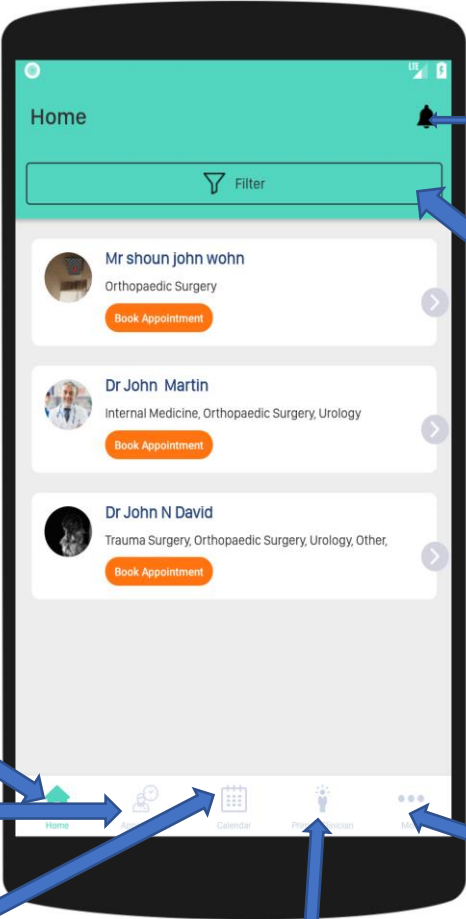 LTE
Home
Filter
Mr shoun john wohn
Orthopaedic Surgery
Book Appointment
Dr John Martin
Internal Medicine, Orthopaedic Surgery, Urology
Book Appointment
Dr John N David
Trauma Surgery, Orthopaedic Surgery, Urology, Other,
Book Appointment
Home
Calendar